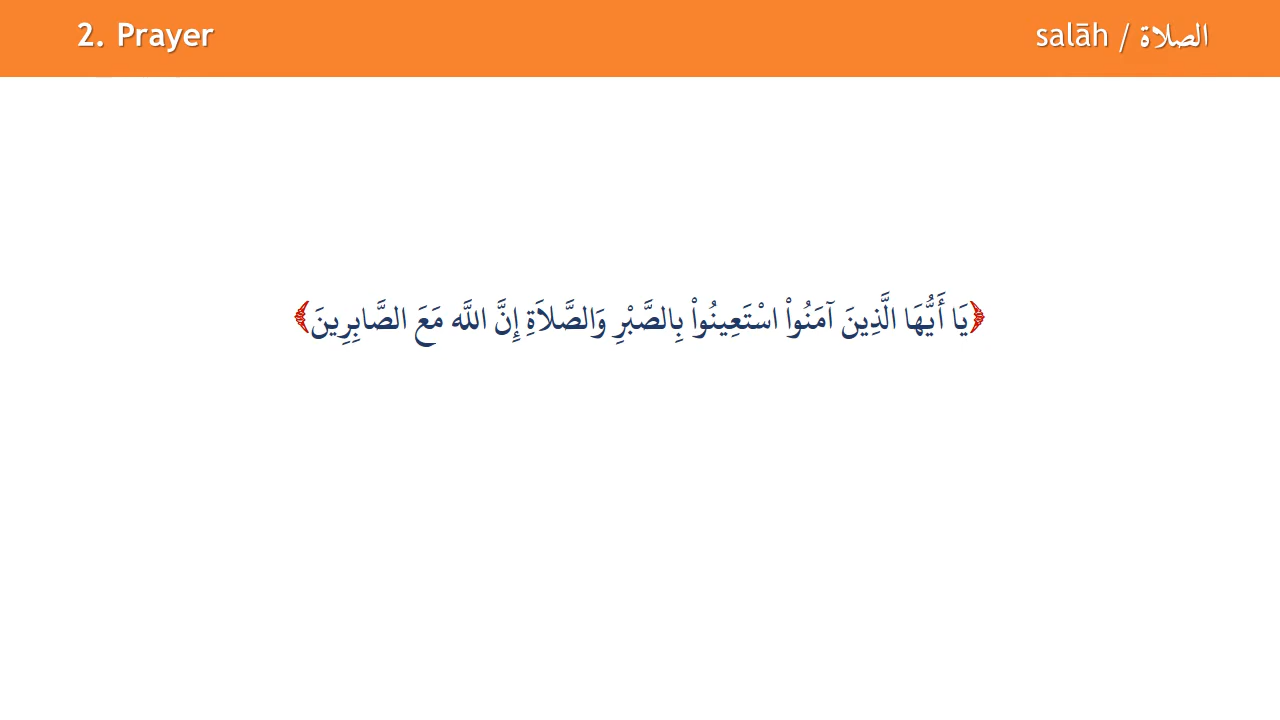 2. Prayer
salāh / الصلاة
﴿يَا أَيُّهَا الَّذِينَ آمَنُواْ اسْتَعِينُواْ بِالصَّبْرِ وَالصَّلاَةِ إِنَّ اللَّه مَعَ الصَّابِرِينَ﴾